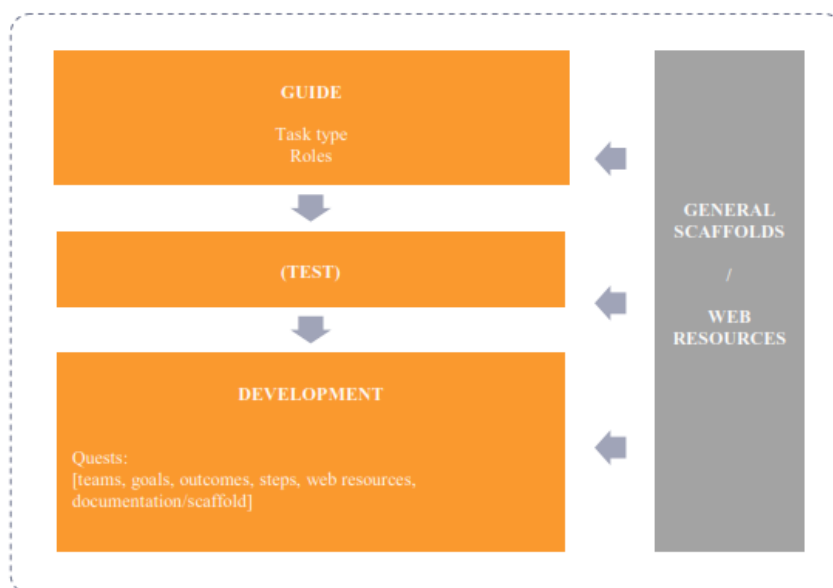 GUIDE
Task type
Roles
(TEST)
DEVELOPMENT
Quests:
[teams, goals, outcomes, steps, web resources,
documentation/scaffold]
GENERAL
SCAFFOLDS
/
WEB
RESOURCES